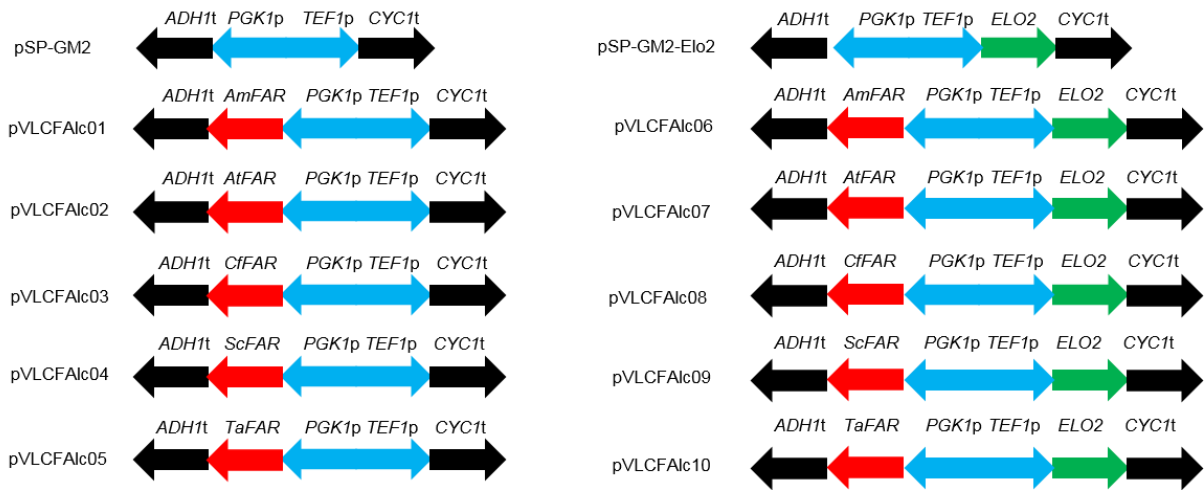 ADH1t PGK1p TEF1p CYC1t
pSP-GM2
ADH1t AmFAR PGK1p TEF1p CYC1t
pVLCFAlc01
ADH1t AtFAR PGK1p TEF1p CYC1t
pVLCFAlc02
ADH1t CfFAR PGK1p TEF1p CYC1t
pVLCFAlc03
ADH1t ScFAR PGK1p TEF1p CYC1t
pVLCFAlc04
ADH1t TaFAR PGK1p TEF1p CYC1t
pVLCFAlc05
ADH1t PGK1p TEF1p ELO2 CYC1t
pSP-GM2-Elo2
ADH1t AmFAR PGK1p TEF1p ELO2 CYC1t
pVLCFAlc06
ADH1t AtFAR PGK1p TEF1p ELO2 CYC1t
pVLCFAlc07
ADH1t CfFAR PGK1p TEF1p ELO2 CYC1t
pVLCFAlc08
ADH1t ScFAR PGK1p TEF1p ELO2 CYC1t
pVLCFAlc09
ADH1t TaFAR PGK1p TEF1p ELO2 CYC1t
pVLCFAlc10